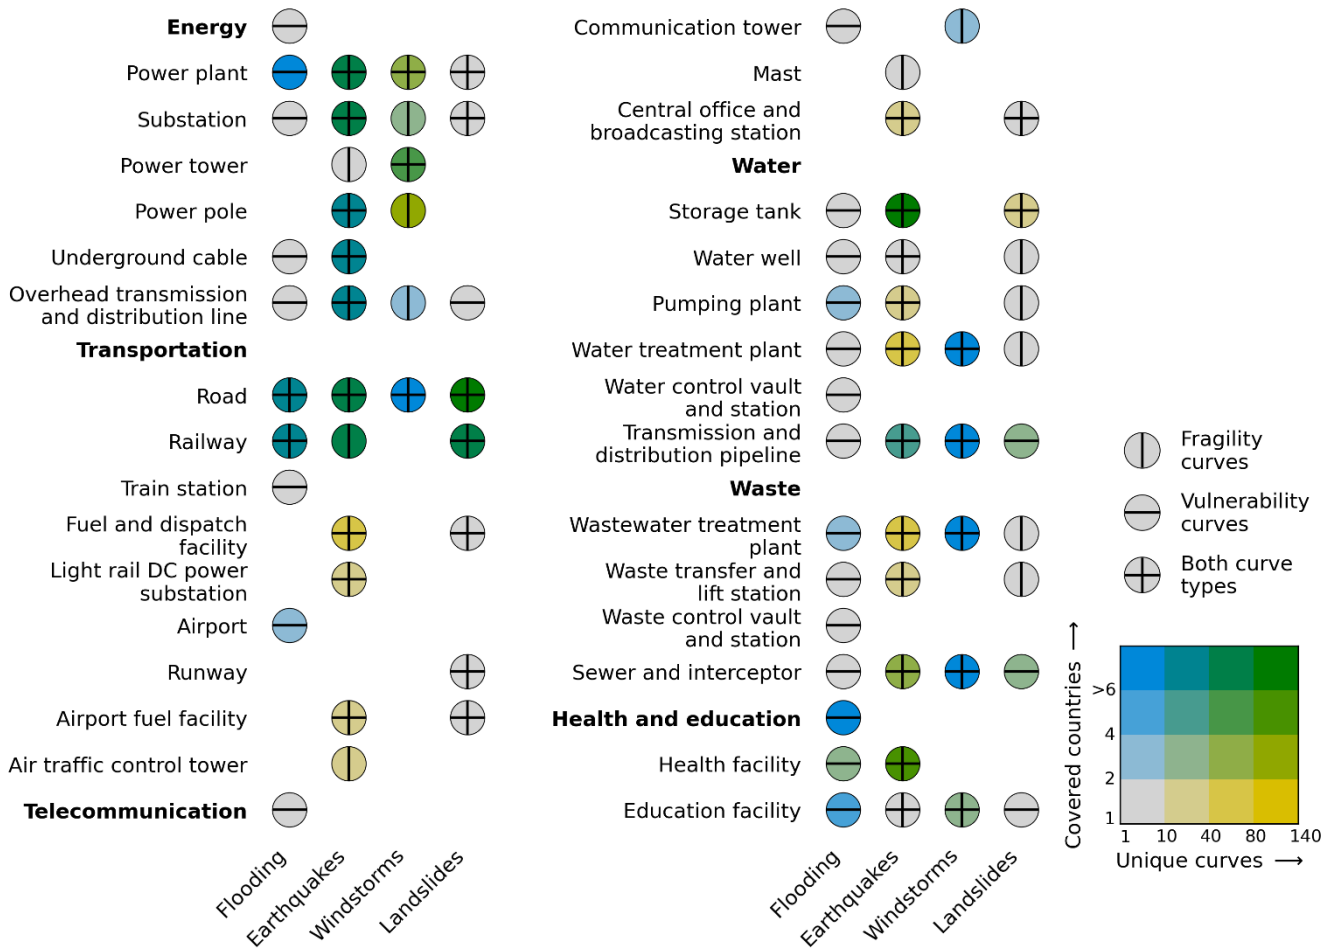 Energy
Power plant
Substation
Power tower
Power pole
Underground cable
Overhead transmission
and distribution line
Transportation
Road
Railway
Train station
Fuel and dispatch
facility
Light rail DC power
substation
Airport
Runway
Airport fuel facility
Air traffic control tower
Telecommunication
Flooding
Earthquakes
Windstorms
Landslides
Communication tower
Mast
Central office and
broadcasting station
Water
Storage tank
Water well
Pumping plant
Water treatment plant
Water control vault
and station
Transmission and
distribution pipeline
Waste
Wastewater treatment
plant
Waste transfer and
lift station
Waste control vault
and station
Sewer and interceptor
Health and education
Health facility
Education facility
Flooding
Earthquakes
Windstorms
Landslides
Fragility
curves
Vulnerability
curves
Both curve
types
Covered countries →
>6
4
2
1
1 10 40 80 140
Unique curves →